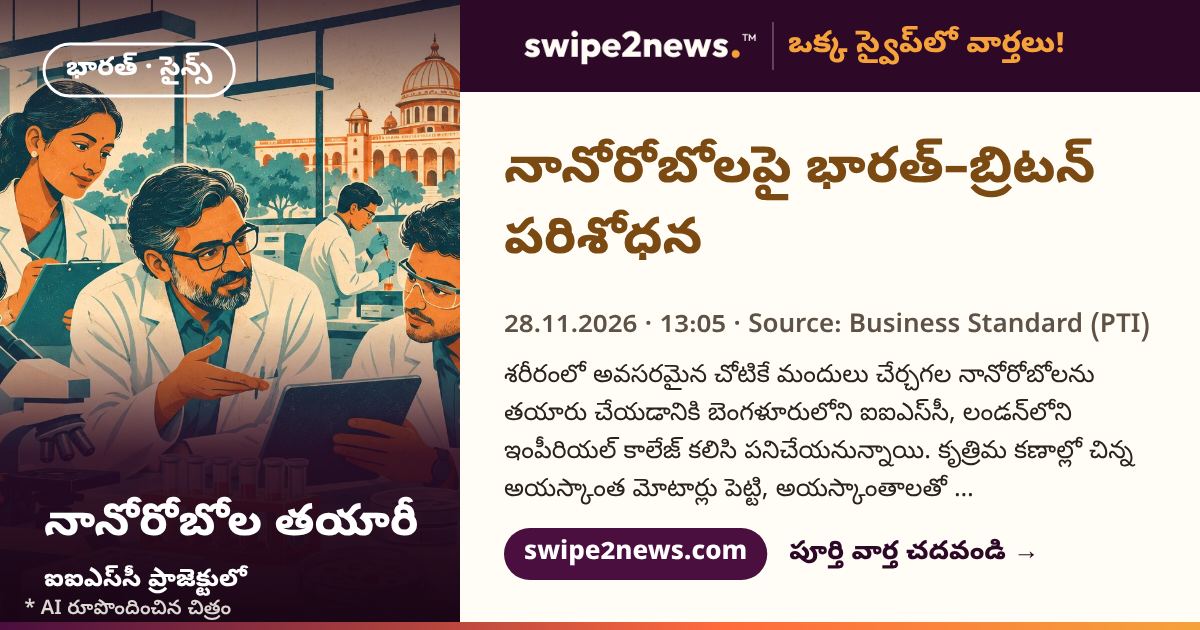 భారత్ · సైన్స్
నానోరోబోల తయారీ
ఐఐఎస్‌సీ ప్రాజెక్టులో
* AI రూపొందించిన చిత్రం
swipe2news.™ ఒక్క స్వైప్‌లో వార్తలు!
నానోరోబోలపై భారత్–బ్రిటన్
పరిశోధన
28.11.2026 · 13:05 · Source: Business Standard (PTI)
శరీరంలో అవసరమైన చోటికే మందులు చేర్చగల నానోరోబోలను
తయారు చేయడానికి బెంగళూరులోని ఐఐఎస్‌సీ, లండన్‌లోని
ఇంపీరియల్ కాలేజ్ కలిసి పనిచేయనున్నాయి. కృత్రిమ కణాల్లో చిన్న
అయస్కాంత మోటార్లు పెట్టి, అయస్కాంతాలతో ...
swipe2news.com పూర్తి వార్త చదవండి →